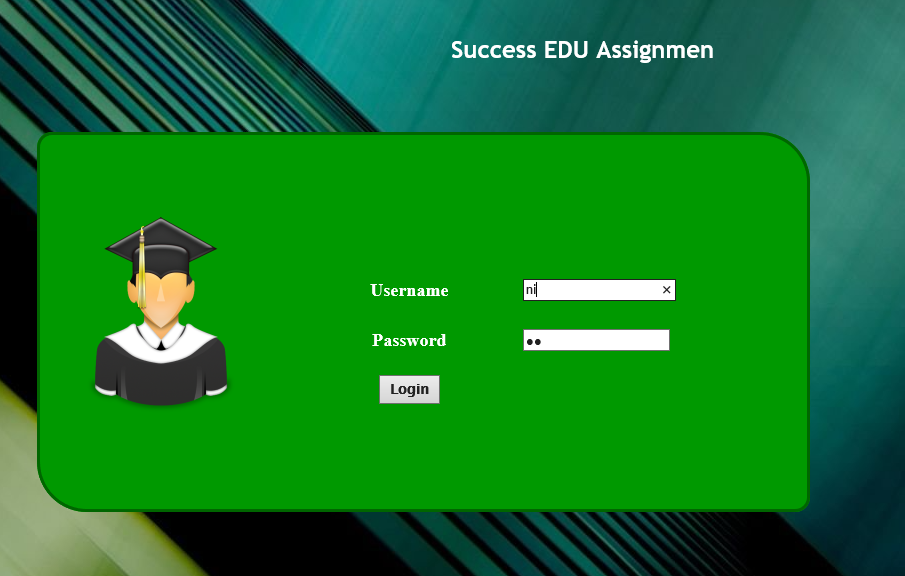 Success EDU Assignmen
Username ni
Password ●●
Login